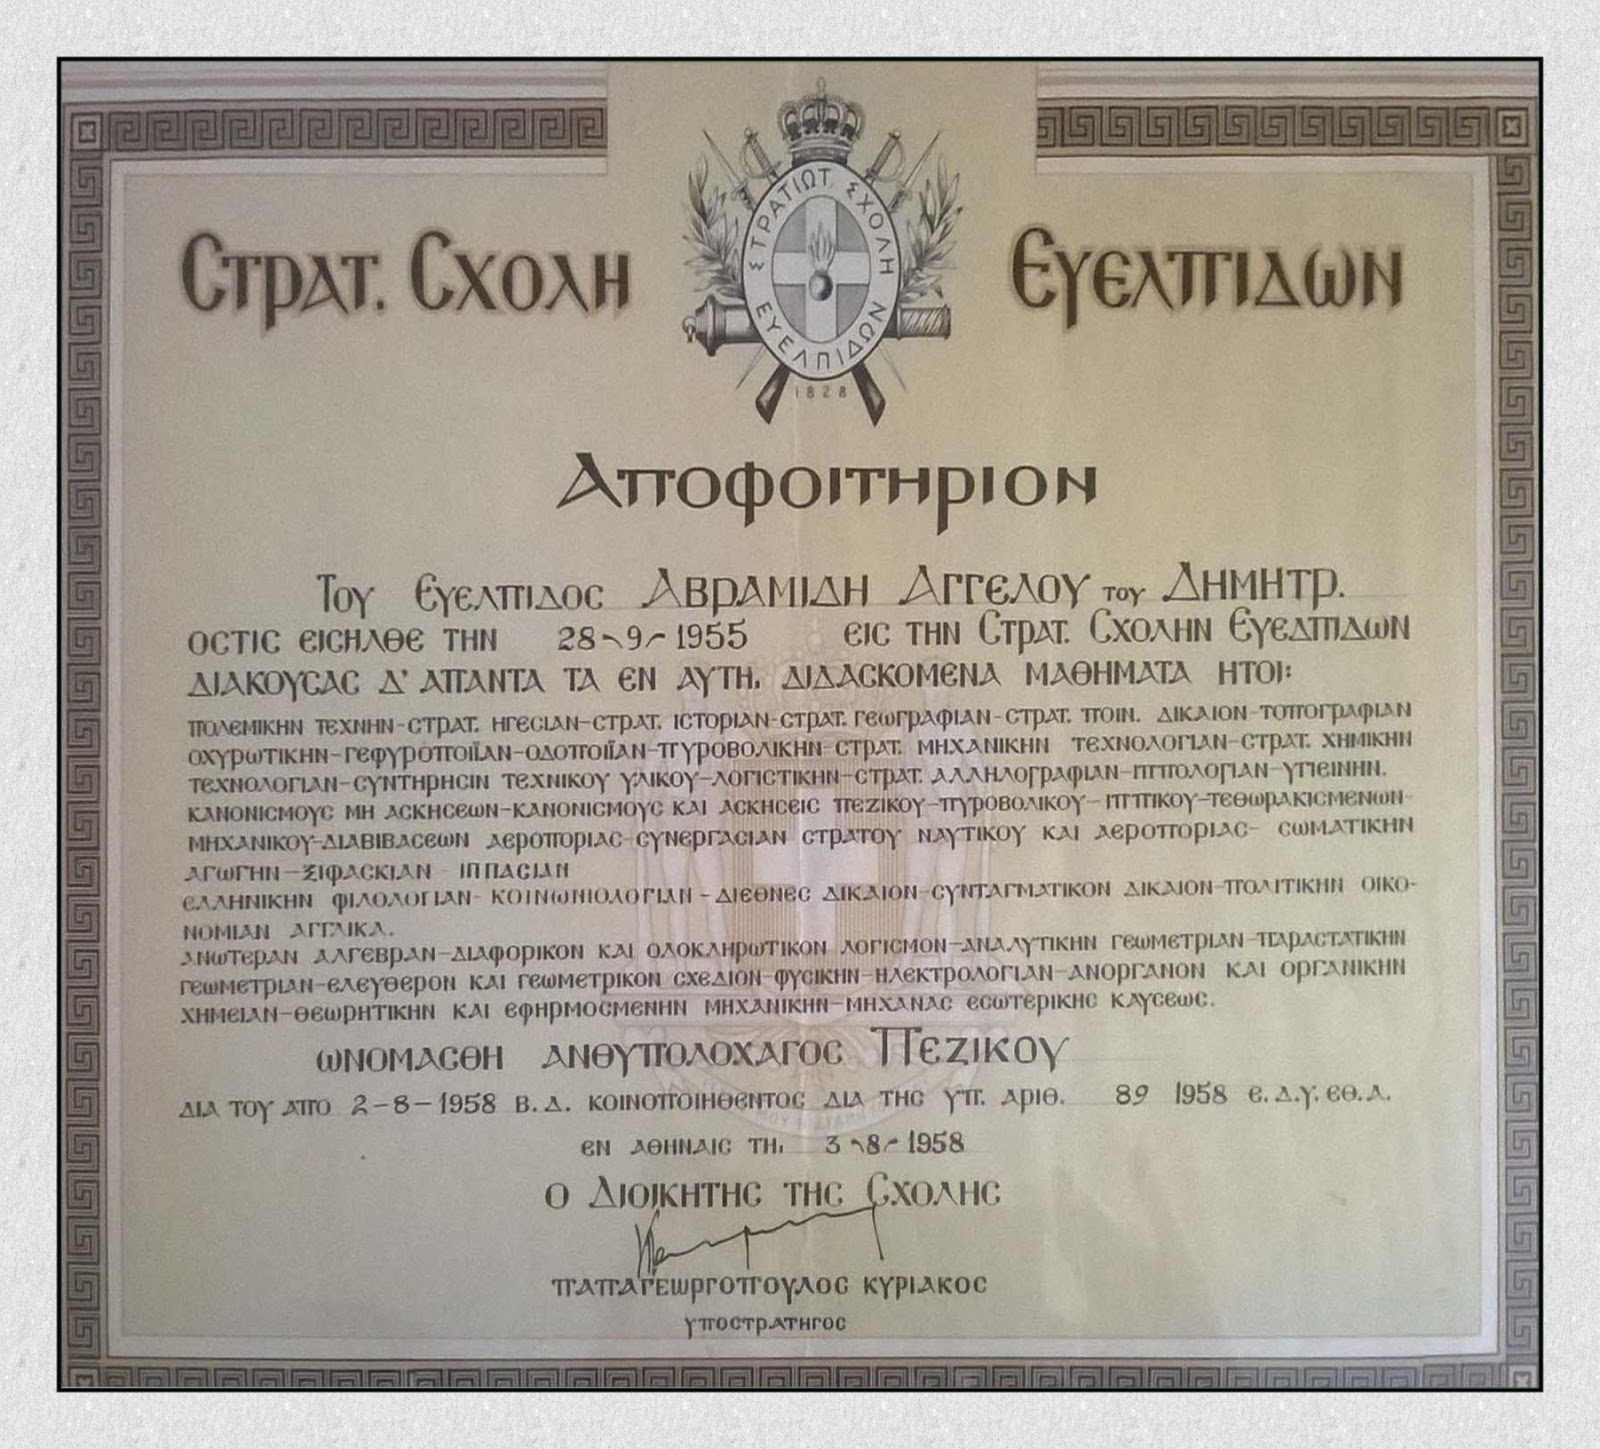 ΣΤΡΑΤ. ΣΧΟΛΗ ΕΥΕΛΠΙΔΩΝ
ΣΤΡΑΤΙΩΤ. ΣΧΟΛΗ ΕΥΕΛΠΙΔΩΝ
1828
ΑΠΟΦΟΙΤΗΡΙΟΝ
ΤΟΥ ΕΥΕΛΠΙΔΟΣ ΑΒΡΑΜΙΔΗ ΑΓΓΕΛΟΥ ΤΟΥ ΔΗΜΗΤΡ.
ΟΣΤΙΣ ΕΙΣΗΛΘΕ ΤΗΝ 28-9-1955 ΕΙΣ ΤΗΝ ΣΤΡΑΤ. ΣΧΟΛΗΝ ΕΥΕΛΠΙΔΩΝ
ΔΙΑΚΟΥΣΑΣ Δ' ΑΠΑΝΤΑ ΤΑ ΕΝ ΑΥΤΗ, ΔΙΔΑΣΚΟΜΕΝΑ ΜΑΘΗΜΑΤΑ ΗΤΟΙ:
ΠΟΛΕΜΙΚΗΝ ΤΕΧΝΗΝ-ΣΤΡΑΤ. ΗΓΕΣΙΑΝ-ΣΤΡΑΤ. ΙΣΤΟΡΙΑΝ-ΣΤΡΑΤ. ΓΕΩΓΡΑΦΙΑΝ-ΣΤΡΑΤ. ΠΟΙΝ. ΔΙΚΑΙΟΝ-ΤΟΠΟΓΡΑΦΙΑΝ
ΟΧΥΡΩΤΙΚΗΝ-ΓΕΦΥΡΟΠΟΙΪΑΝ-ΟΔΟΠΟΙΪΑΝ-ΠΥΡΟΒΟΛΙΚΗΝ-ΣΤΡΑΤ. ΜΗΧΑΝΙΚΗΝ ΤΕΧΝΟΛΟΓΙΑΝ-ΣΤΡΑΤ. ΧΗΜΙΚΗΝ
ΤΕΧΝΟΛΟΓΙΑΝ-ΣΥΝΤΗΡΗΣΙΝ ΤΕΧΝΙΚΟΥ ΥΛΙΚΟΥ-ΛΟΓΙΣΤΙΚΗΝ-ΣΤΡΑΤ. ΑΛΛΗΛΟΓΡΑΦΙΑΝ-ΙΠΠΟΛΟΓΙΑΝ-ΥΓΙΕΙΝΗΝ.
ΚΑΝΟΝΙΣΜΟΥΣ ΜΗ ΑΣΚΗΣΕΩΝ-ΚΑΝΟΝΙΣΜΟΥΣ ΚΑΙ ΑΣΚΗΣΕΙΣ ΠΕΖΙΚΟΥ-ΠΥΡΟΒΟΛΙΚΟΥ-ΙΠΠΙΚΟΥ-ΤΕΘΩΡΑΚΙΣΜΕΝΩΝ-
ΜΗΧΑΝΙΚΟΥ-ΔΙΑΒΙΒΑΣΕΩΝ ΑΕΡΟΠΟΡΙΑΣ-ΣΥΝΕΡΓΑΣΙΑΝ ΣΤΡΑΤΟΥ ΝΑΥΤΙΚΟΥ ΚΑΙ ΑΕΡΟΠΟΡΙΑΣ-ΣΩΜΑΤΙΚΗΝ
ΑΓΩΓΗΝ-ΞΙΦΑΣΚΙΑΝ-ΙΠΠΑΣΙΑΝ
ΕΛΛΗΝΙΚΗΝ ΦΙΛΟΛΟΓΙΑΝ-ΚΟΙΝΩΝΙΟΛΟΓΙΑΝ-ΔΙΕΘΝΕΣ ΔΙΚΑΙΟΝ-ΣΥΝΤΑΓΜΑΤΙΚΟΝ ΔΙΚΑΙΟΝ-ΠΟΛΙΤΙΚΗΝ ΟΙΚΟ-
ΝΟΜΙΑΝ ΑΓΓΛΙΚΑ.
ΑΝΩΤΕΡΑΝ ΑΛΓΕΒΡΑΝ-ΔΙΑΦΟΡΙΚΟΝ ΚΑΙ ΟΛΟΚΛΗΡΩΤΙΚΟΝ ΛΟΓΙΣΜΟΝ-ΑΝΑΛΥΤΙΚΗΝ ΓΕΩΜΕΤΡΙΑΝ-ΠΑΡΑΣΤΑΤΙΚΗΝ
ΓΕΩΜΕΤΡΙΑΝ-ΕΛΕΥΘΕΡΟΝ ΚΑΙ ΓΕΩΜΕΤΡΙΚΟΝ ΣΧΕΔΙΟΝ-ΦΥΣΙΚΗΝ-ΗΛΕΚΤΡΟΛΟΓΙΑΝ-ΑΝΟΡΓΑΝΟΝ ΚΑΙ ΟΡΓΑΝΙΚΗΝ
ΧΗΜΕΙΑΝ-ΘΕΩΡΗΤΙΚΗΝ ΚΑΙ ΕΦΗΡΜΟΣΜΕΝΗΝ ΜΗΧΑΝΙΚΗΝ-ΜΗΧΑΝΑΣ ΕΣΩΤΕΡΙΚΗΣ ΚΑΥΣΕΩΣ.
ΩΝΟΜΑΣΘΗ ΑΝΘΥΠΟΛΟΧΑΓΟΣ ΠΕΖΙΚΟΥ
ΔΙΑ ΤΟΥ ΑΠΟ 2-8-1958 Β.Δ. ΚΟΙΝΟΠΟΙΗΘΕΝΤΟΣ ΔΙΑ ΤΗΣ ΥΠ. ΑΡΙΘ. 89 1958 Ε.Δ.Υ.ΕΘ.Α.
ΕΝ ΑΘΗΝΑΙΣ ΤΗ, 3-8-1958
Ο ΔΙΟΙΚΗΤΗΣ ΤΗΣ ΣΧΟΛΗΣ
ΠΑΠΑΓΕΩΡΓΟΠΟΥΛΟΣ ΚΥΡΙΑΚΟΣ
ΥΠΟΣΤΡΑΤΗΓΟΣ